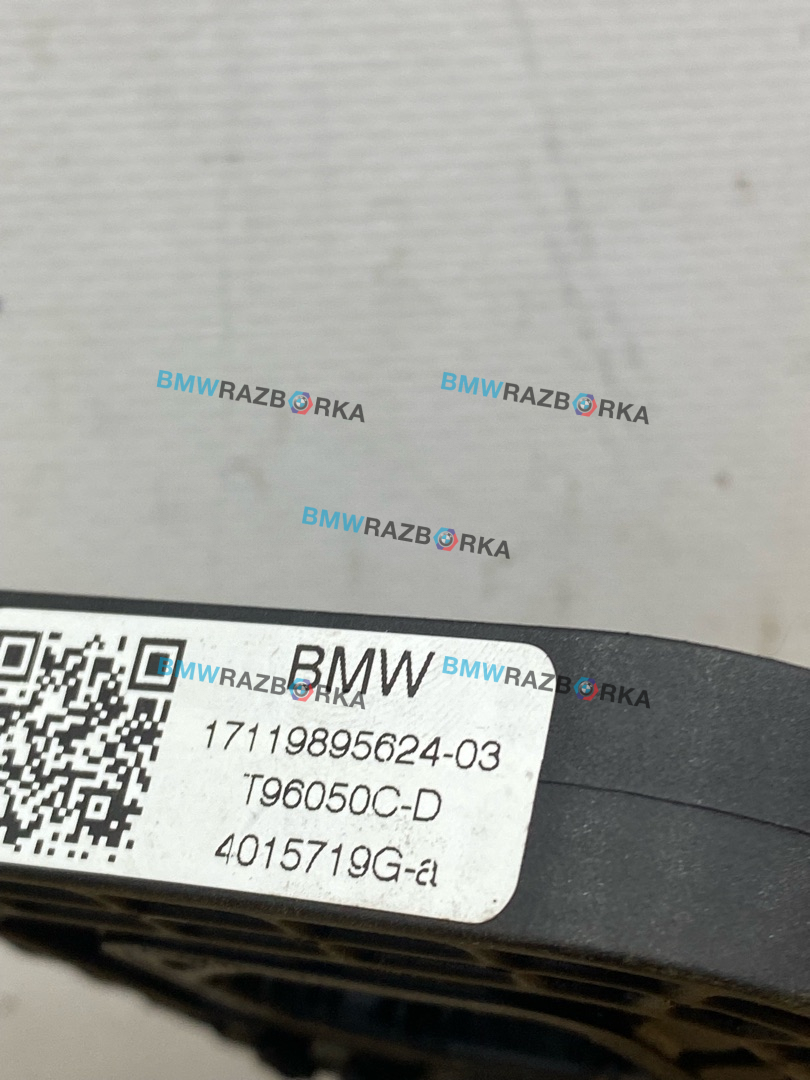 BMWRAZBORKA
BMWRAZBORKA
BMWRAZBORKA
BMWRAZBORKA
BMWRAZBORKA
BMW
17119895624-03
T96050C-D
4015719G-a